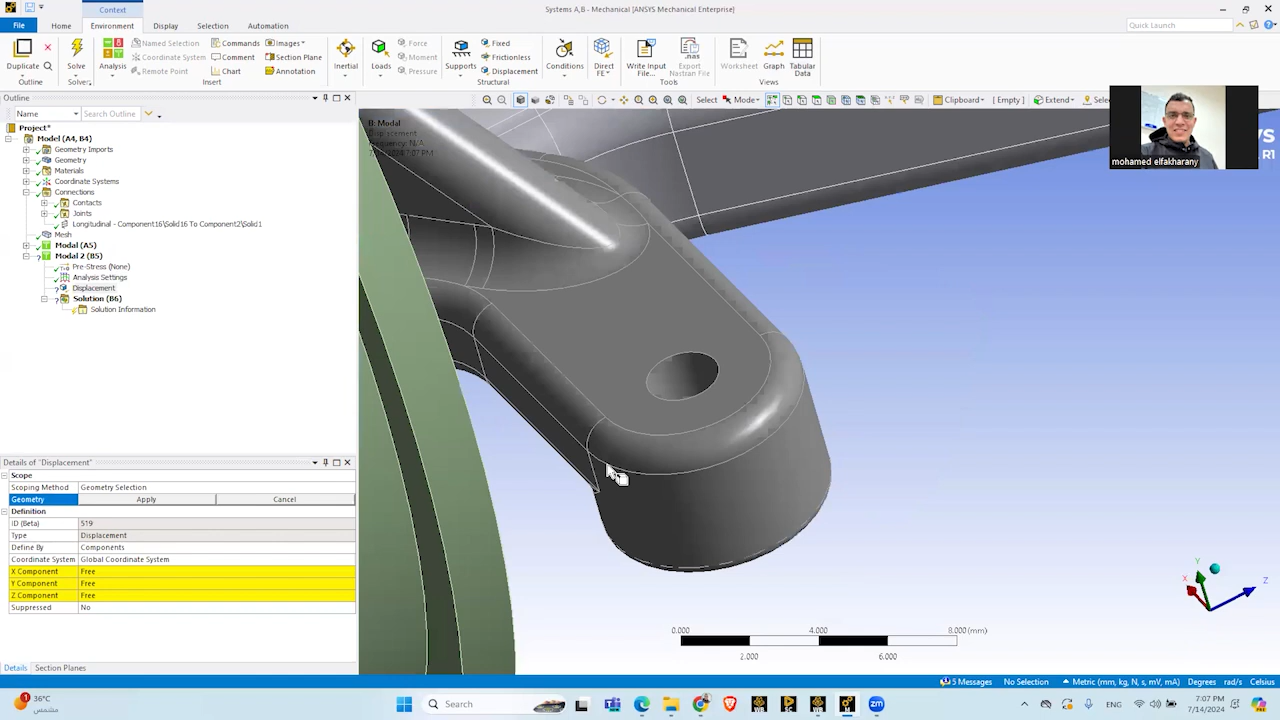 Context
Systems A,B - Mechanical [ANSYS Mechanical Enterprise]
File Home Environment Display Selection Automation
Quick Launch
Duplicate
Outline
Solve
Solver
Analysis
Named Selection
Coordinate System
Remote Point
Commands
Comment
Chart
Images
Section Plane
Annotation
Insert
Inertial
Loads
Force
Moment
Pressure
Supports
Fixed
Frictionless
Displacement
Structural
Conditions
Direct FE
Write Input File...
Export Nastran File
Tools
Worksheet
Graph
Tabular Data
Views
Select Mode Clipboard [ Empty ] Extend Selec
Outline
Name Search Outline
Project*
Model (A4, B4)
Geometry Imports
Geometry
Materials
Coordinate Systems
Connections
Contacts
Joints
Longitudinal - Component16\Solid16 To Component2\Solid1
Mesh
Modal (A5)
Modal 2 (B5)
Pre-Stress (None)
Analysis Settings
Displacement
Solution (B6)
Solution Information
Details of "Displacement"
Scope
Scoping Method Geometry Selection
Geometry Apply Cancel
Definition
ID (Beta) 519
Type Displacement
Define By Components
Coordinate System Global Coordinate System
X Component Free
Y Component Free
Z Component Free
Suppressed No
Details Section Planes
B: Modal
Displacement
Frequency: N/A
7:07 PM
mohamed elfakharany
YS
R1
Y
X
Z
0.000 4.000 8.000 (mm)
2.000 6.000
5 Messages No Selection Metric (mm, kg, N, s, mV, mA) Degrees rad/s Celsius
36°C
مشمس
Search
ENG
7:07 PM
7/14/2024